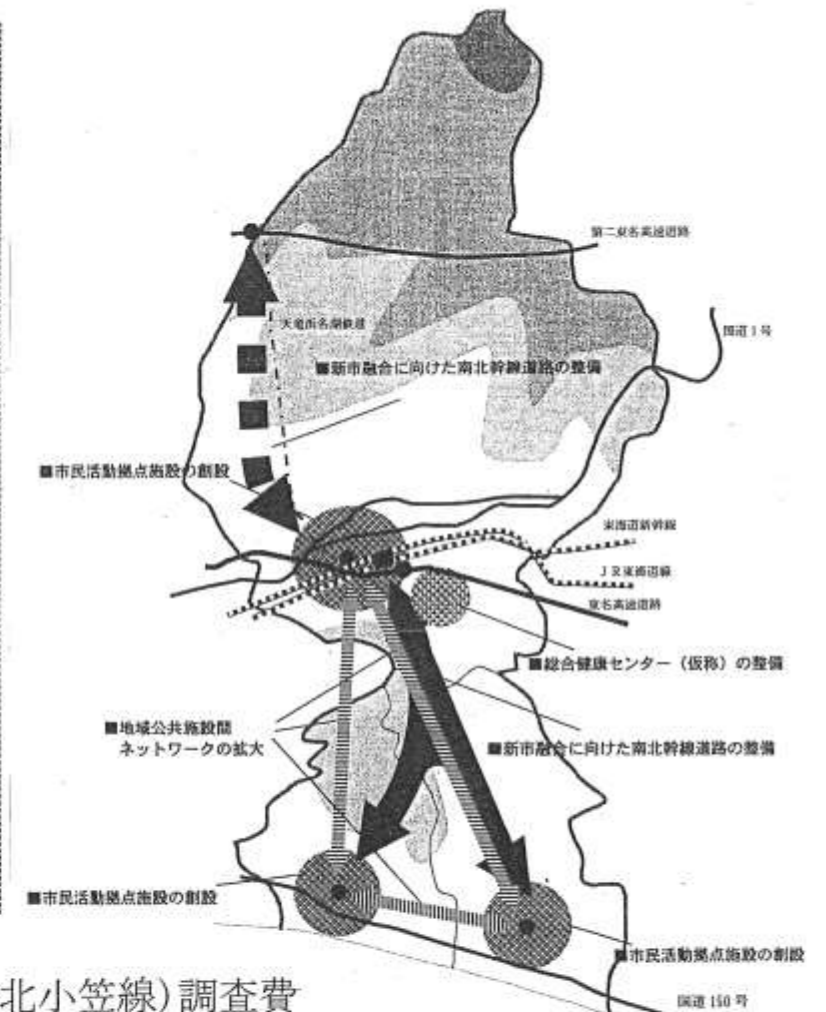 第二東名高速道路
国道1号
天竜浜名湖鉄道
■新市融合に向けた南北幹線道路の整備
■市民活動拠点施設の創設
東海道新幹線
JR東海道線
東名高速道路
■総合健康センター（仮称）の整備
■地域公共施設間
ネットワークの拡大
■新市融合に向けた南北幹線道路の整備
■市民活動拠点施設の創設
■市民活動拠点施設の創設
北小笠線)調査費
国道150号